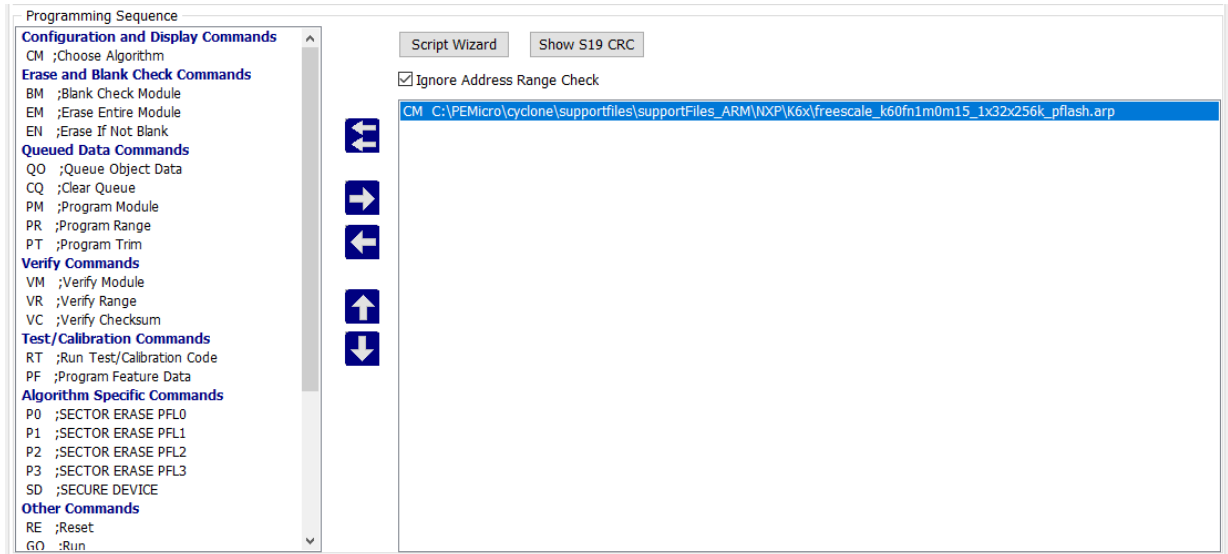 Programming Sequence
Configuration and Display Commands
CM ;Choose Algorithm
Erase and Blank Check Commands
BM ;Blank Check Module
EM ;Erase Entire Module
EN ;Erase If Not Blank
Queued Data Commands
QO ;Queue Object Data
CQ ;Clear Queue
PM ;Program Module
PR ;Program Range
PT ;Program Trim
Verify Commands
VM ;Verify Module
VR ;Verify Range
VC ;Verify Checksum
Test/Calibration Commands
RT ;Run Test/Calibration Code
PF ;Program Feature Data
Algorithm Specific Commands
P0 ;SECTOR ERASE PFL0
P1 ;SECTOR ERASE PFL1
P2 ;SECTOR ERASE PFL2
P3 ;SECTOR ERASE PFL3
SD ;SECURE DEVICE
Other Commands
RE ;Reset
GO ;Run
Script Wizard Show S19 CRC
Ignore Address Range Check
CM C:\PEMicro\cyclone\supportfiles\supportFiles_ARM\NXP\K6x\freescale_k60fn1m0m15_1x32x256k_pflash.arp